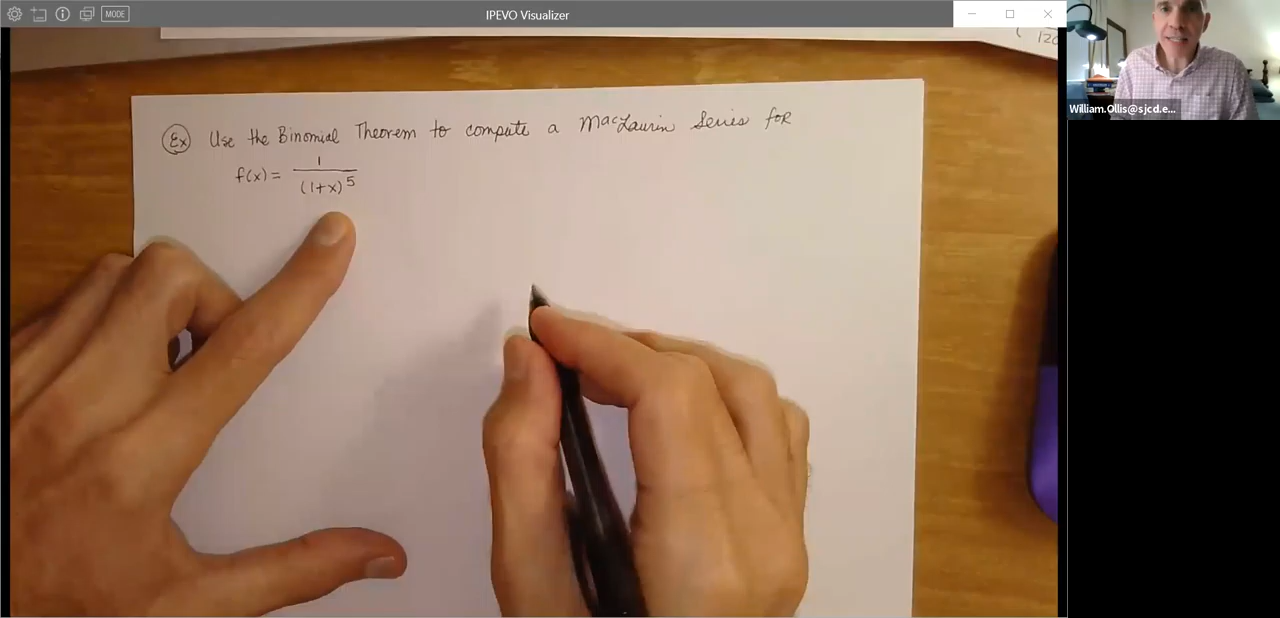 MODE
IPEVO Visualizer
120
William.Ollis@sjcd.e...
Ex Use the Binomial Theorem to compute a MacLaurin Series for
f(x) = 1/(1+x)^5